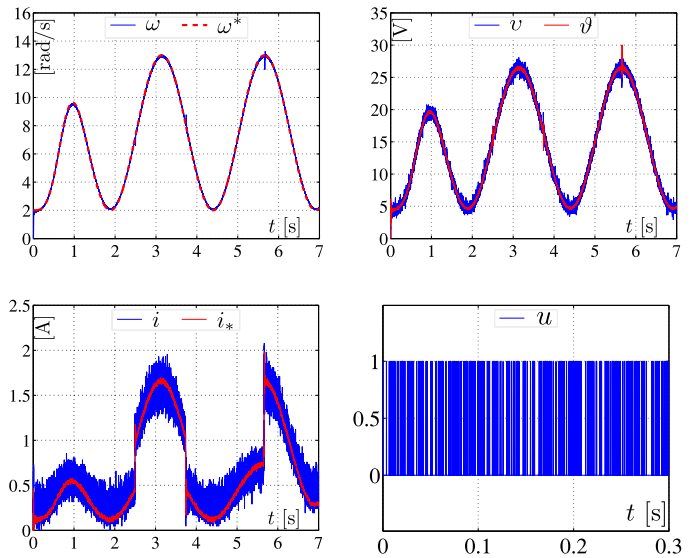 [rad/s]
ω ω*
16
14
12
10
8
6
4
2
0
0 1 2 3 4 5 6 7
t [s]
[V]
υ ϑ
35
30
25
20
15
10
5
0
0 1 2 3 4 5 6 7
t [s]
[A]
i i*
2.5
2
1.5
1
0.5
0
0 1 2 3 4 5 6 7
t [s]
u
1
0.5
0
0 0.1 0.2 0.3
t [s]